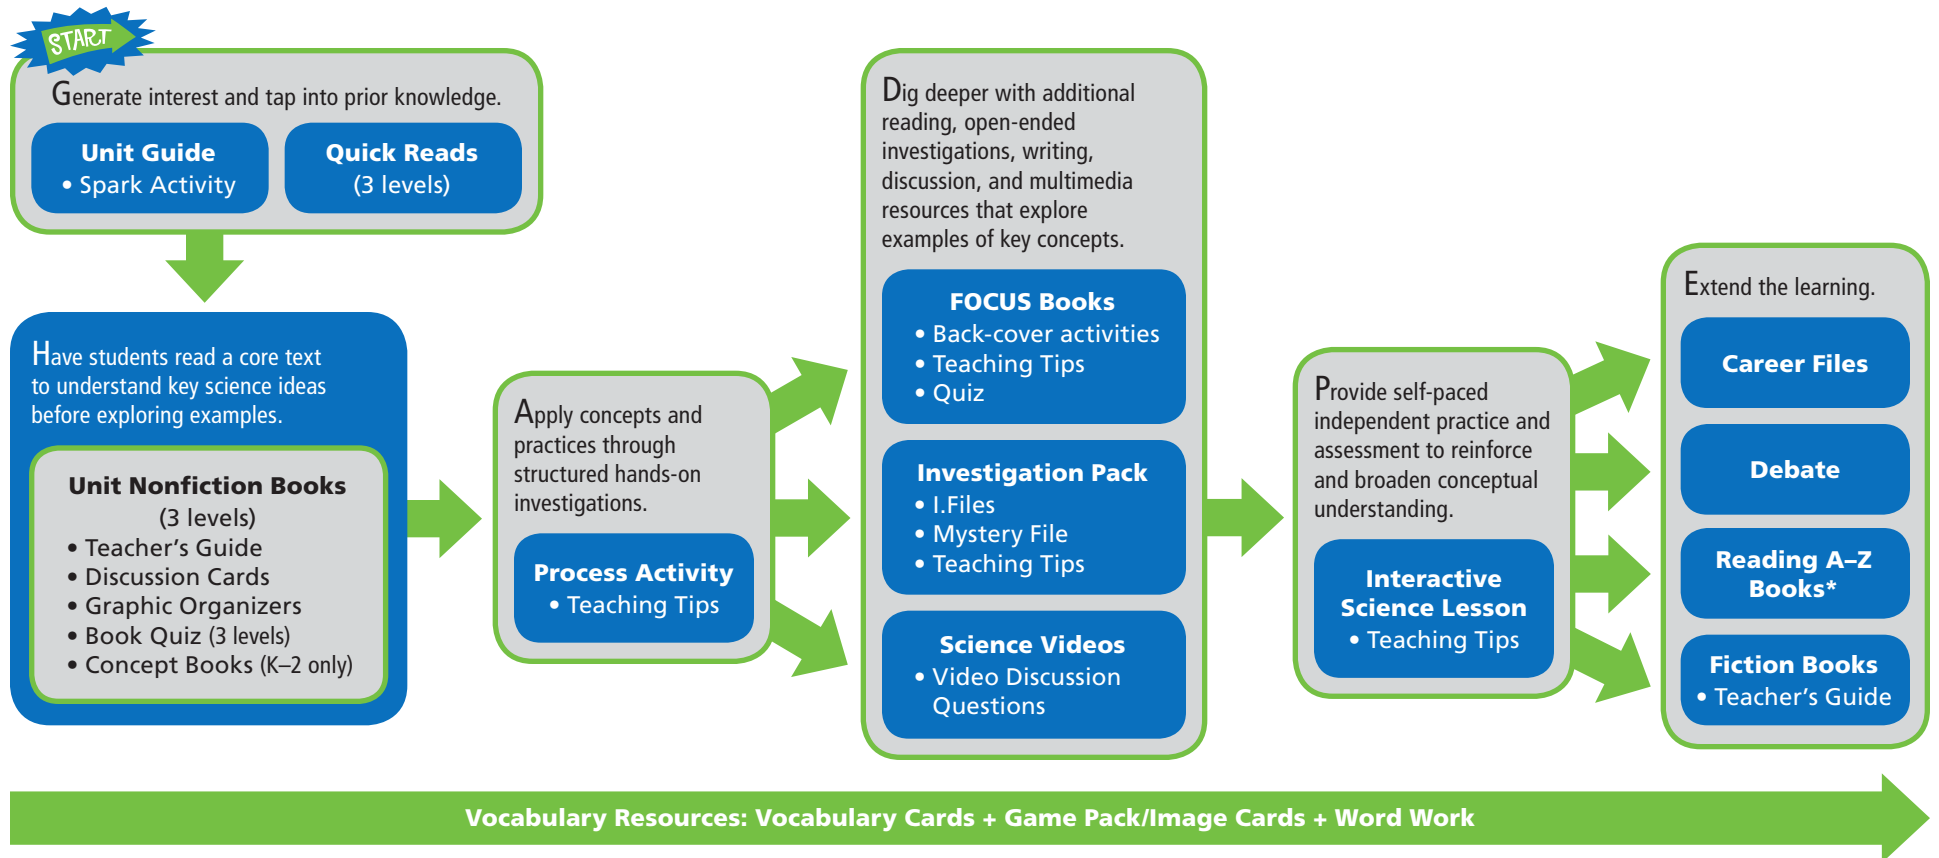 START
Generate interest and tap into prior knowledge.
Unit Guide
• Spark Activity
Quick Reads
(3 levels)
Have students read a core text
to understand key science ideas
before exploring examples.
Unit Nonfiction Books
(3 levels)
• Teacher’s Guide
• Discussion Cards
• Graphic Organizers
• Book Quiz (3 levels)
• Concept Books (K–2 only)
Apply concepts and
practices through
structured hands-on
investigations.
Process Activity
• Teaching Tips
Dig deeper with additional
reading, open-ended
investigations, writing,
discussion, and multimedia
resources that explore
examples of key concepts.
FOCUS Books
• Back-cover activities
• Teaching Tips
• Quiz
Investigation Pack
• I.Files
• Mystery File
• Teaching Tips
Science Videos
• Video Discussion
Questions
Provide self-paced
independent practice and
assessment to reinforce
and broaden conceptual
understanding.
Interactive
Science Lesson
• Teaching Tips
Extend the learning.
Career Files
Debate
Reading A–Z
Books*
Fiction Books
• Teacher’s Guide
Vocabulary Resources: Vocabulary Cards + Game Pack/Image Cards + Word Work